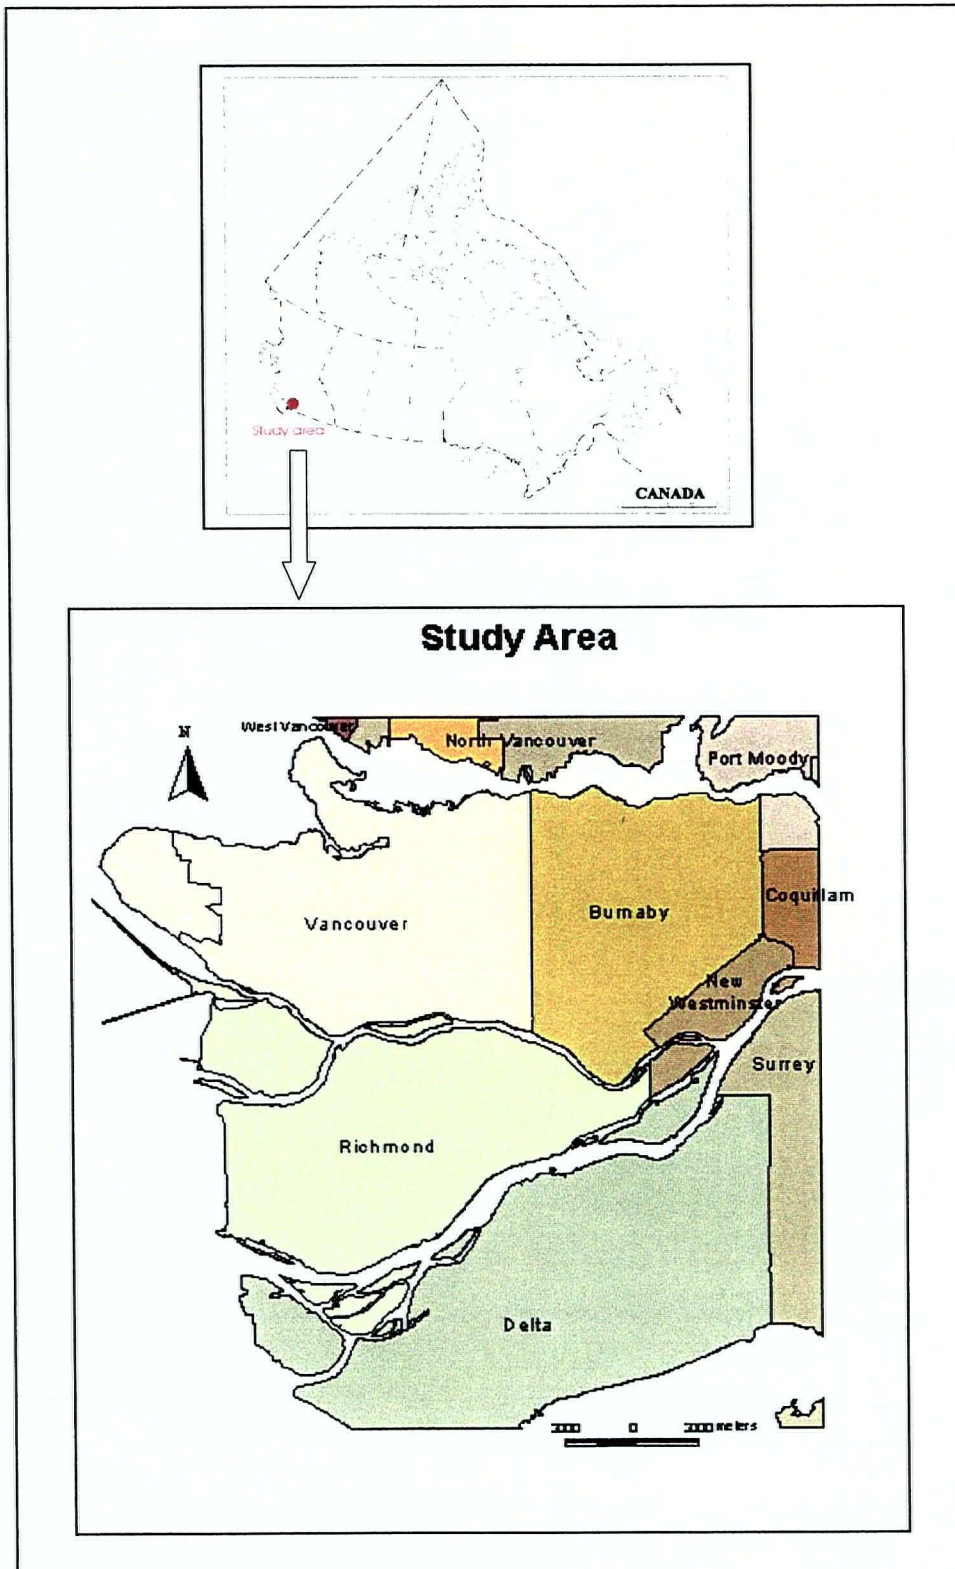 Study area
CANADA
Study Area
N
West Vancouver
North Vancouver
Port Moody
Coquitlam
Vancouver
Burnaby
New
Westminster
Surrey
Richmond
Delta
0
meters